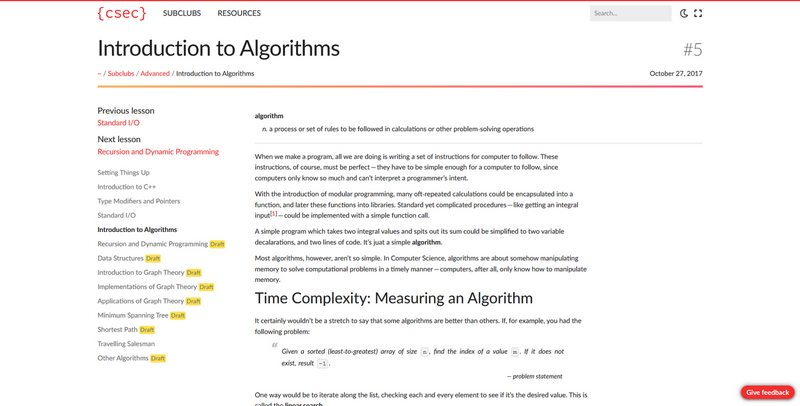 {csec} SUBCLUBS RESOURCES Search...
Introduction to Algorithms #5
~ / Subclubs / Advanced / Introduction to Algorithms October 27, 2017
Previous lesson
Standard I/O
Next lesson
Recursion and Dynamic Programming
Setting Things Up
Introduction to C++
Type Modifiers and Pointers
Standard I/O
Introduction to Algorithms
Recursion and Dynamic Programming Draft
Data Structures Draft
Introduction to Graph Theory Draft
Implementations of Graph Theory Draft
Applications of Graph Theory Draft
Minimum Spanning Tree Draft
Shortest Path Draft
Travelling Salesman
Other Algorithms Draft
algorithm
n. a process or set of rules to be followed in calculations or other problem-solving operations
When we make a program, all we are doing is writing a set of instructions for computer to follow. These
instructions, of course, must be perfect — they have to be simple enough for a computer to follow, since
computers only know so much and can't interpret a programmer's intent.
With the introduction of modular programming, many oft-repeated calculations could be encapsulated into a
function, and later these functions into libraries. Standard yet complicated procedures — like getting an integral
input[1] — could be implemented with a simple function call.
A simple program which takes two integral values and spits out its sum could be simplified to two variable
decalarations, and two lines of code. It's just a simple algorithm.
Most algorithms, however, aren't so simple. In Computer Science, algorithms are about somehow manipulating
memory to solve computational problems in a timely manner — computers, after all, only know how to manipulate
memory.
Time Complexity: Measuring an Algorithm
It certainly wouldn't be a stretch to say that some algorithms are better than others. If, for example, you had the
following problem:
“
Given a sorted (least-to-greatest) array of size n, find the index of a value m. If it does not
exist, result -1.
— problem statement
One way would be to iterate along the list, checking each and every element to see if it's the desired value. This is
called the linear search.
Give feedback